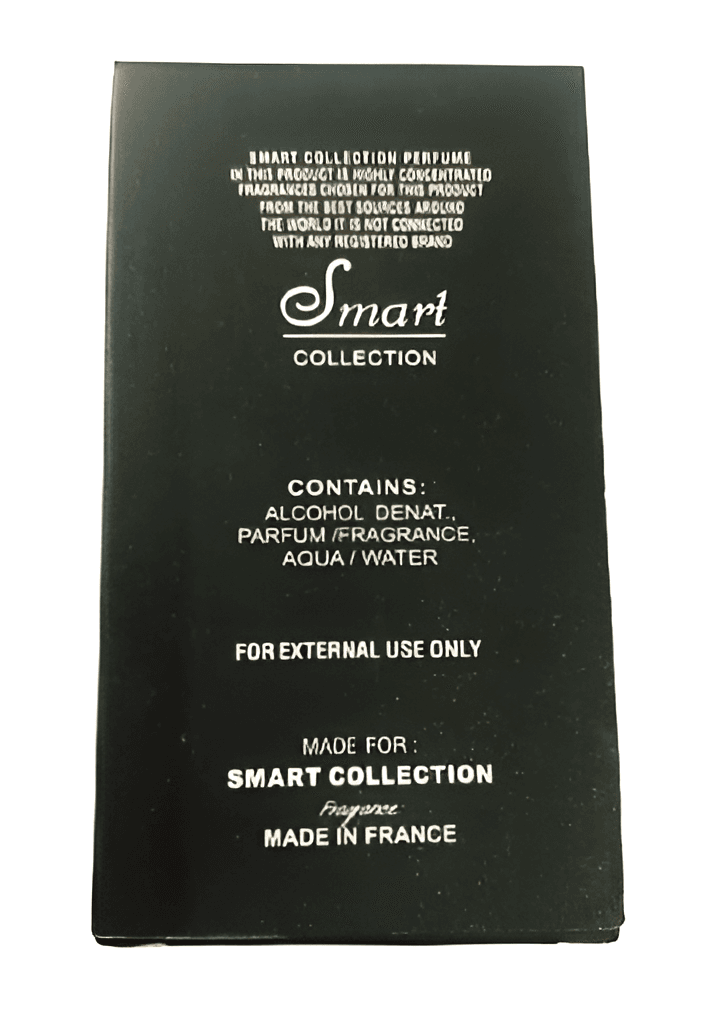 SMART COLLECTION PERFUME
IN THIS PRODUCT IS HIGHLY CONCENTRATED
FRAGRANCES CHOSEN FOR THIS PRODUCT
FROM THE BEST SOURCES AROUND
THE WORLD IT IS NOT CONNECTED
WITH ANY REGISTERED BRAND
Smart
COLLECTION
CONTAINS:
ALCOHOL DENAT.,
PARFUM /FRAGRANCE,
AQUA / WATER
FOR EXTERNAL USE ONLY
MADE FOR :
SMART COLLECTION
Fragrance
MADE IN FRANCE